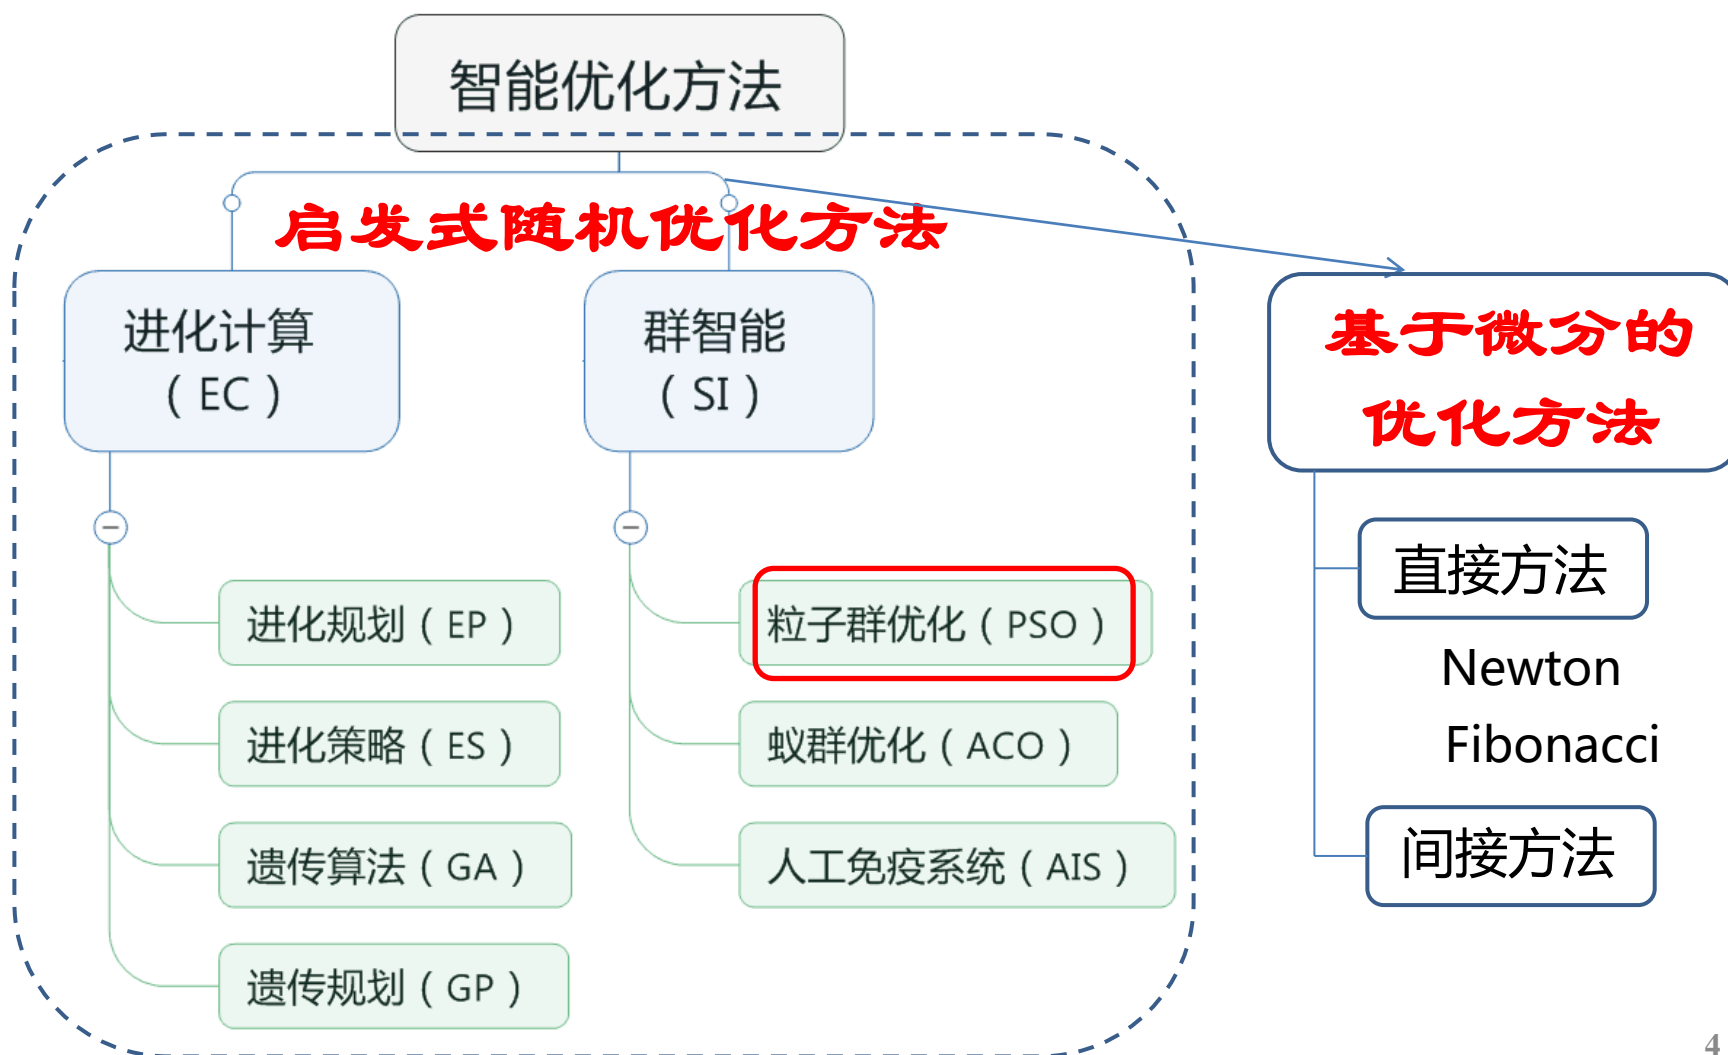 智能优化方法
启发式随机优化方法
进化计算
（EC）
进化规划（EP）
进化策略（ES）
遗传算法（GA）
遗传规划（GP）
群智能
（SI）
粒子群优化（PSO）
蚁群优化（ACO）
人工免疫系统（AIS）
基于微分的
优化方法
直接方法
Newton
Fibonacci
间接方法
4